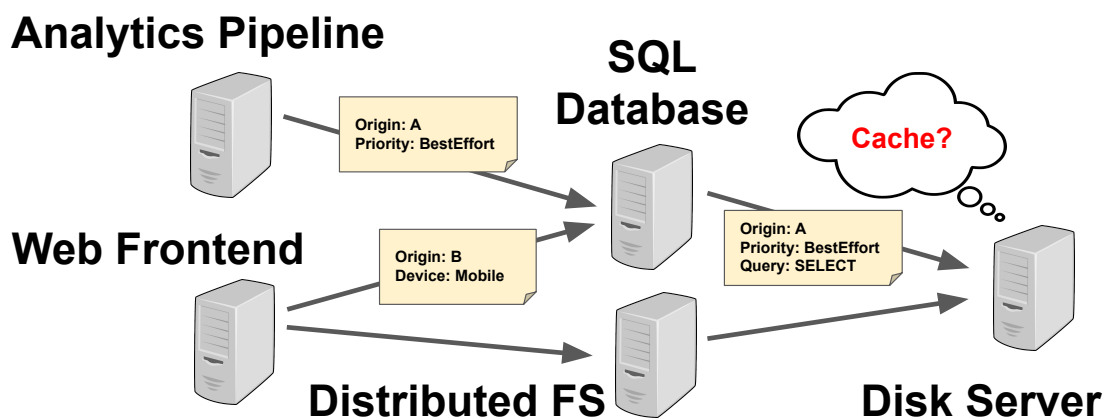 Analytics Pipeline
SQL
Database
Origin: A
Priority: BestEffort
Cache?
Web Frontend
Origin: B
Device: Mobile
Origin: A
Priority: BestEffort
Query: SELECT
Distributed FS
Disk Server